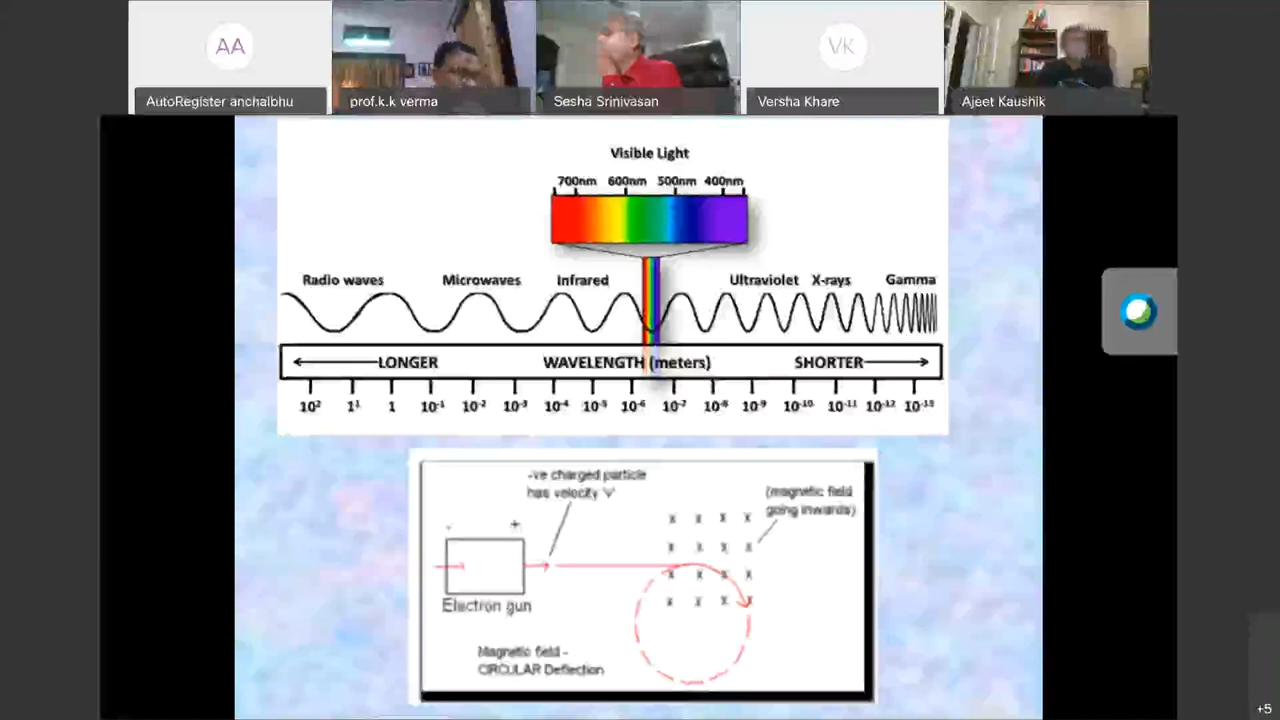 AA
VK
AutoRegister anchalbhu
prof.k.k verma
Sesha Srinivasan
Versha Khare
Ajeet Kaushik
Visible Light
700nm 600nm 500nm 400nm
Radio waves Microwaves Infrared Ultraviolet X-rays Gamma
LONGER WAVELENGTH (meters) SHORTER
10² 1¹ 1 10⁻¹ 10⁻² 10⁻³ 10⁻⁴ 10⁻⁵ 10⁻⁶ 10⁻⁷ 10⁻⁸ 10⁻⁹ 10⁻¹⁰ 10⁻¹¹ 10⁻¹² 10⁻¹³
-ve charged particle
has velocity 'V'
(magnetic field
going inwards)
- +
x x x x
x x x x
x x x x
x x x x
Electron gun
Magnetic field -
CIRCULAR Deflection
+5